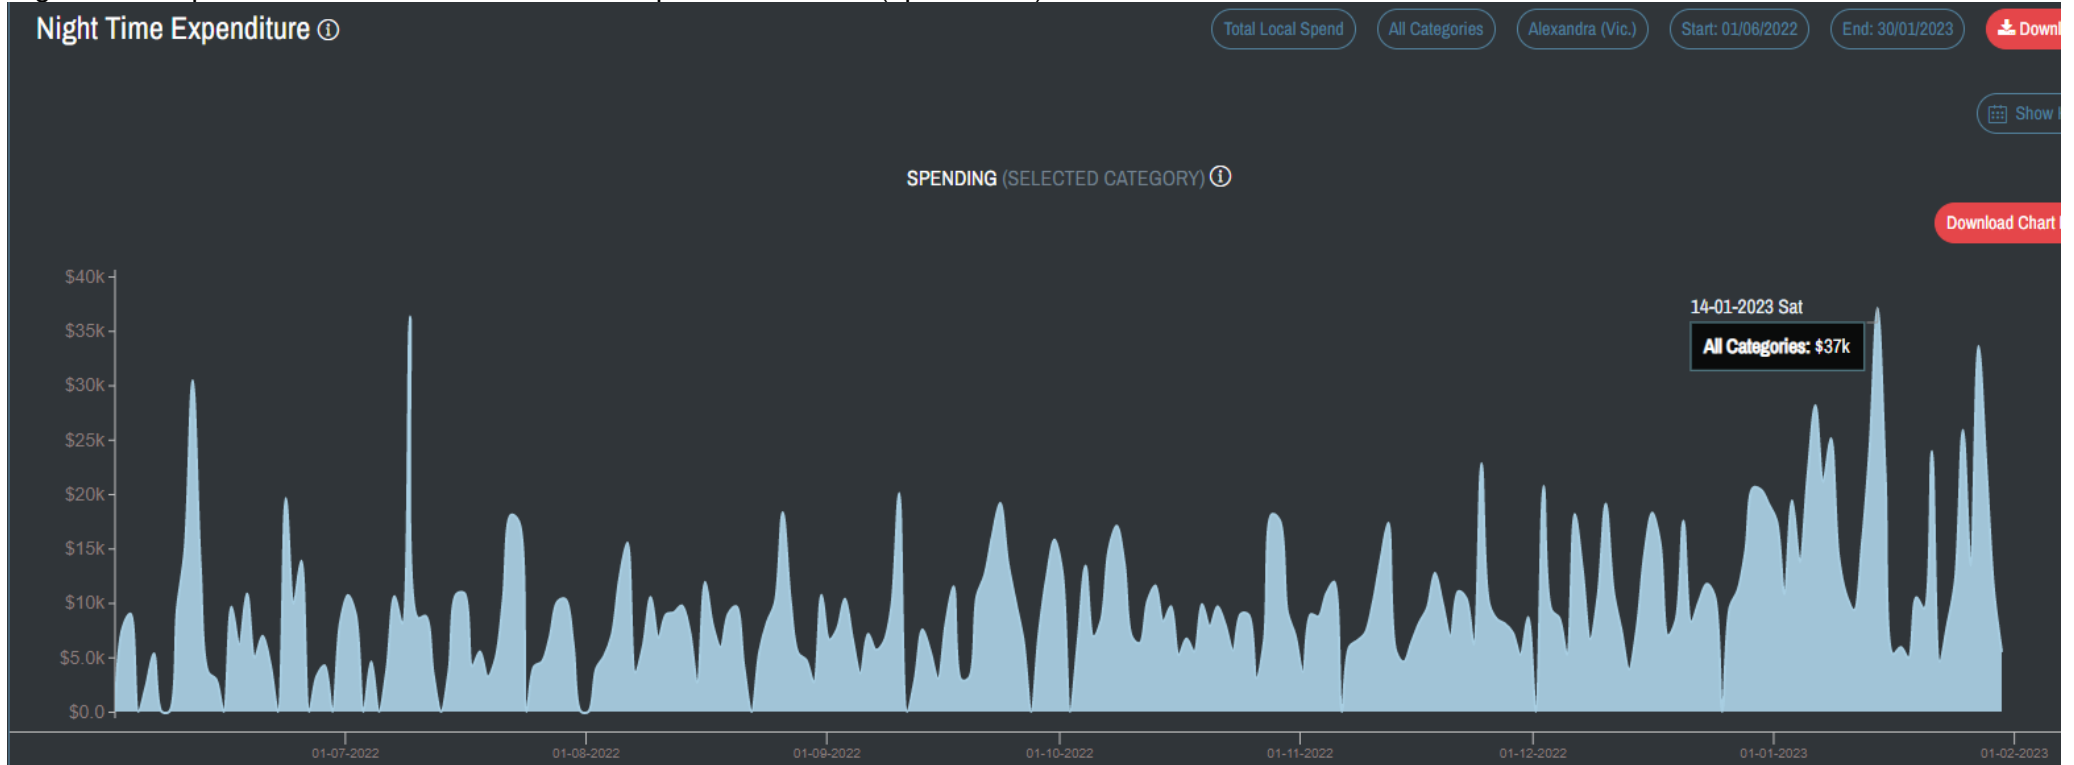 Night Time Expenditure
Total Local Spend
All Categories
Alexandra (Vic.)
Start: 01/06/2022
End: 30/01/2023
Show
SPENDING (SELECTED CATEGORY)
Download Chart
$40k
$35k
$30k
$25k
$20k
$15k
$10k
$5.0k
$0.0
14-01-2023 Sat
All Categories: $37k
01-07-2022
01-08-2022
01-09-2022
01-10-2022
01-11-2022
01-12-2022
01-01-2023
01-02-2023